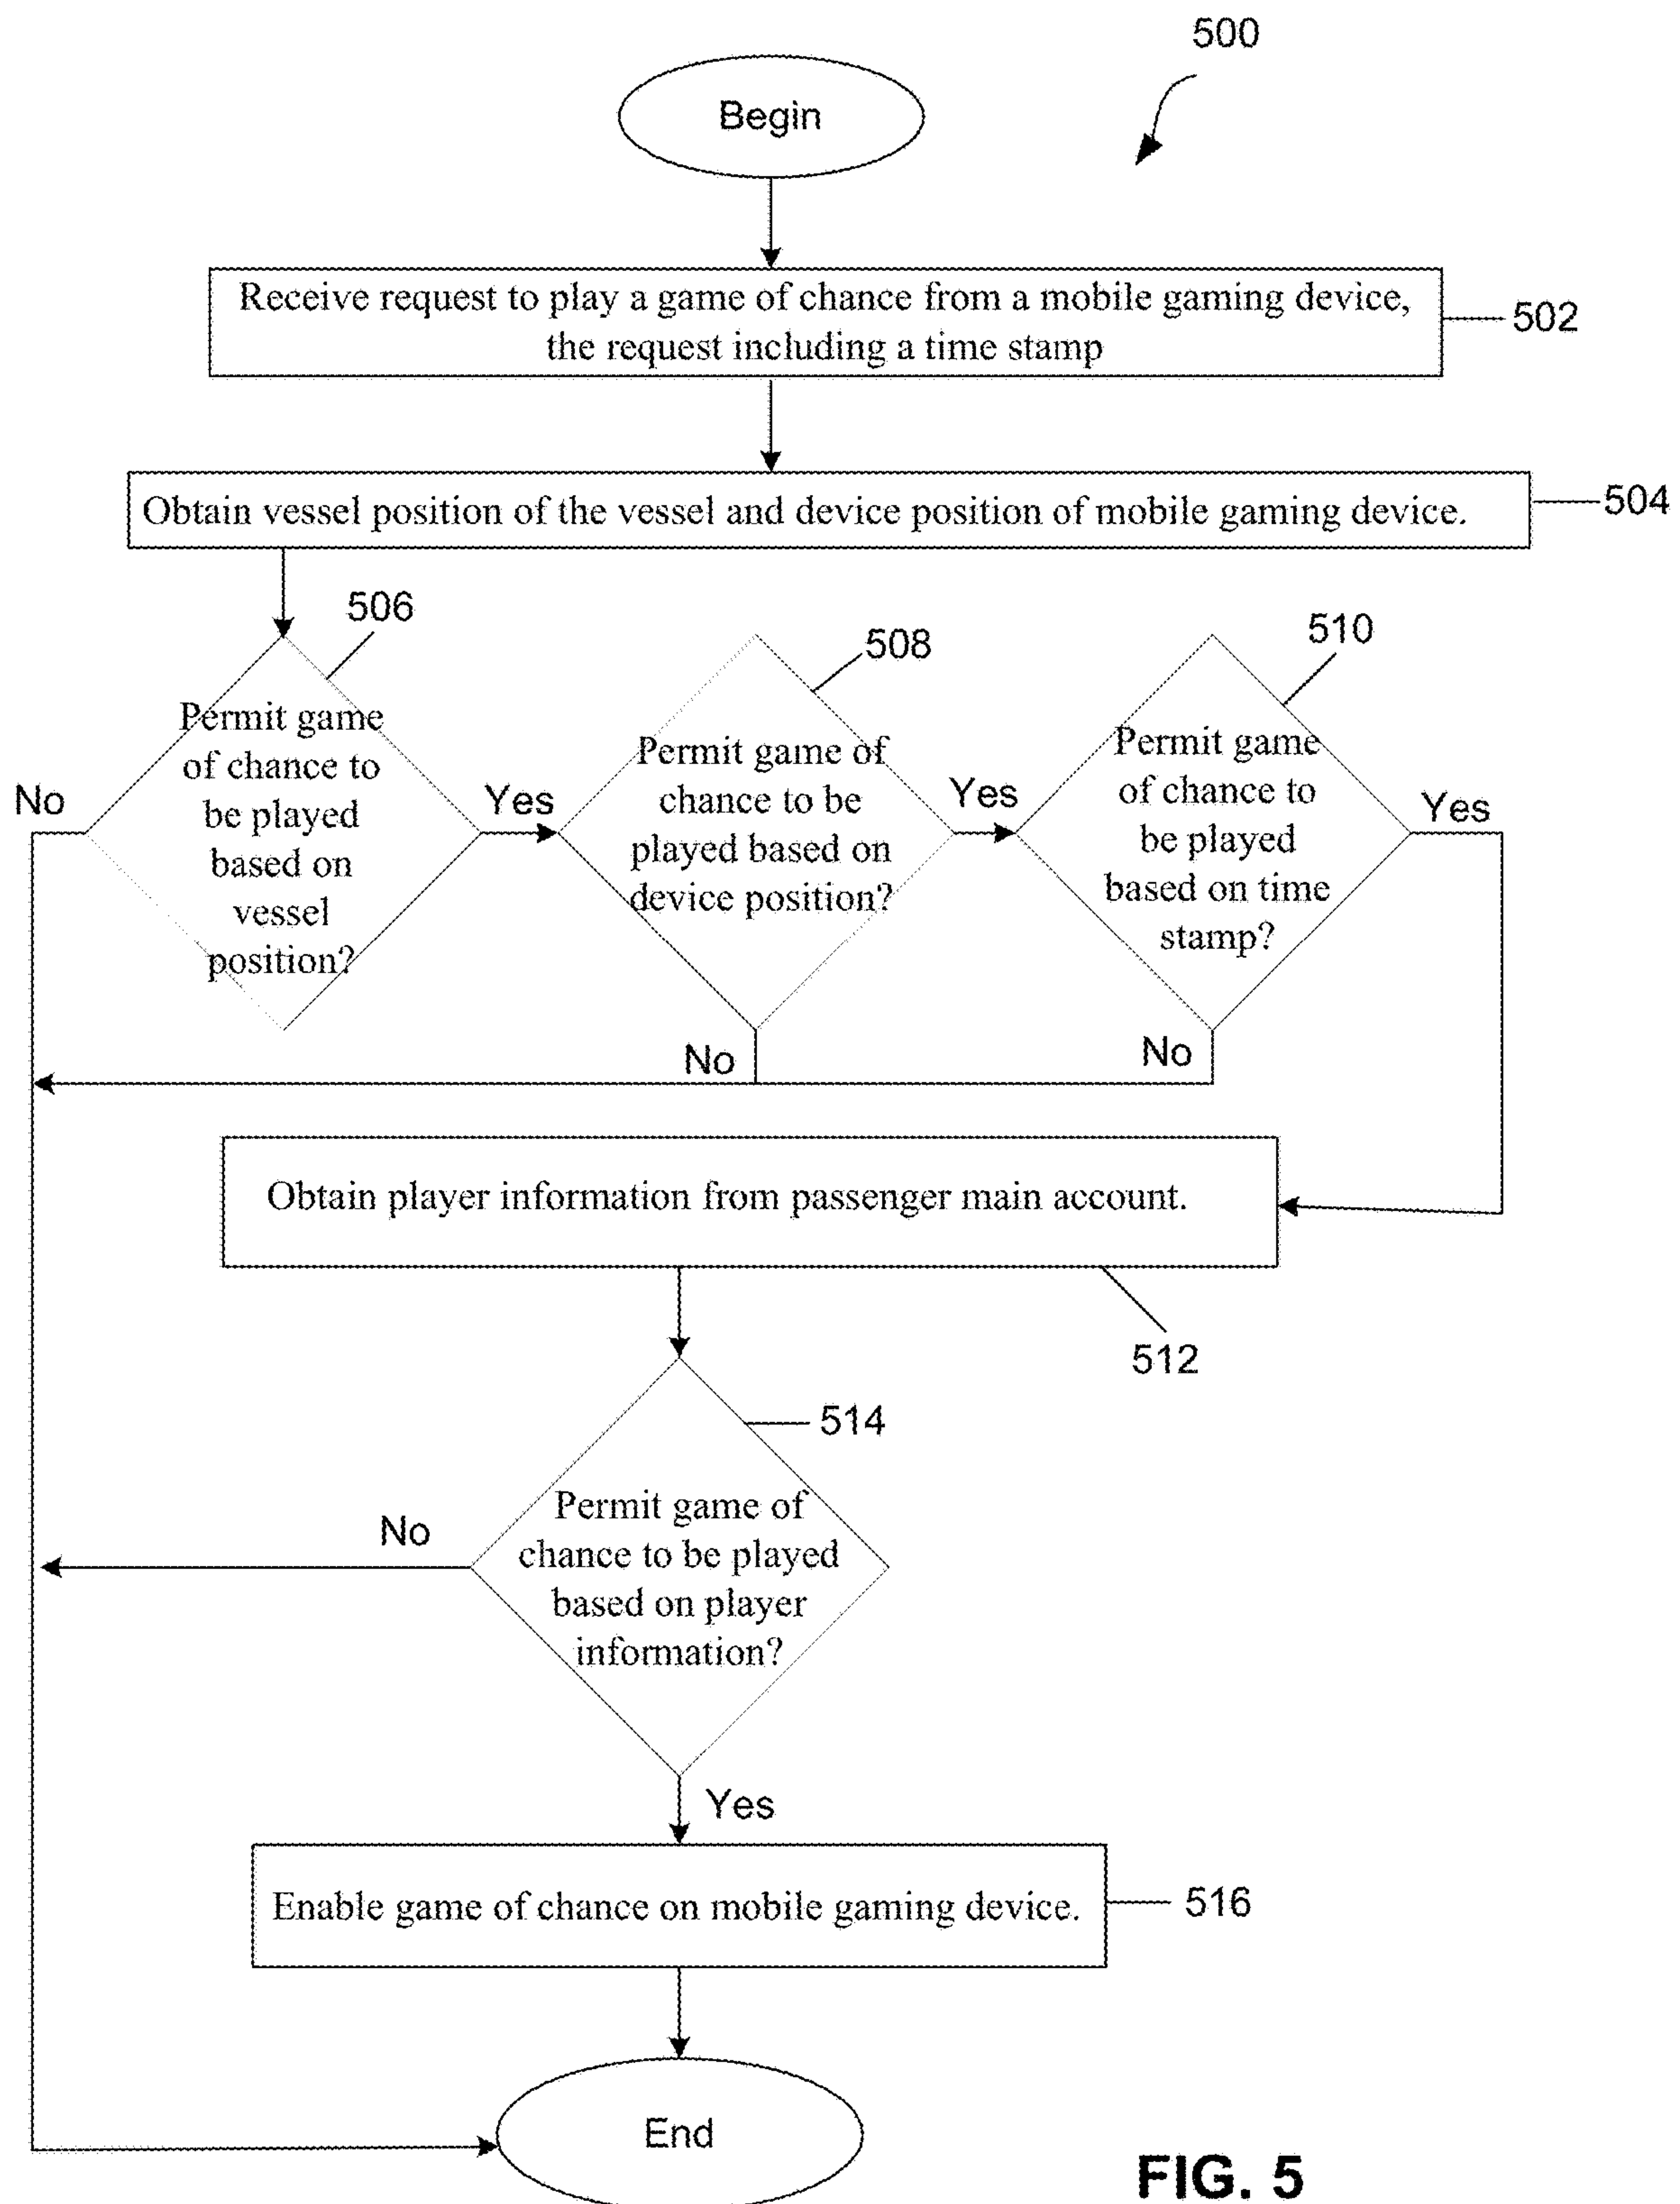 500
Begin
Receive request to play a game of chance from a mobile gaming device,
the request including a time stamp
502
Obtain vessel position of the vessel and device position of mobile gaming device.
504
506
Permit game
of chance to
be played
based on
vessel
position?
No
Yes
508
Permit game of
chance to be
played based on
device position?
No
Yes
510
Permit game
of chance to
be played
based on time
stamp?
No
Yes
Obtain player information from passenger main account.
512
514
Permit game of
chance to be played
based on player
information?
No
Yes
Enable game of chance on mobile gaming device.
516
End
FIG. 5